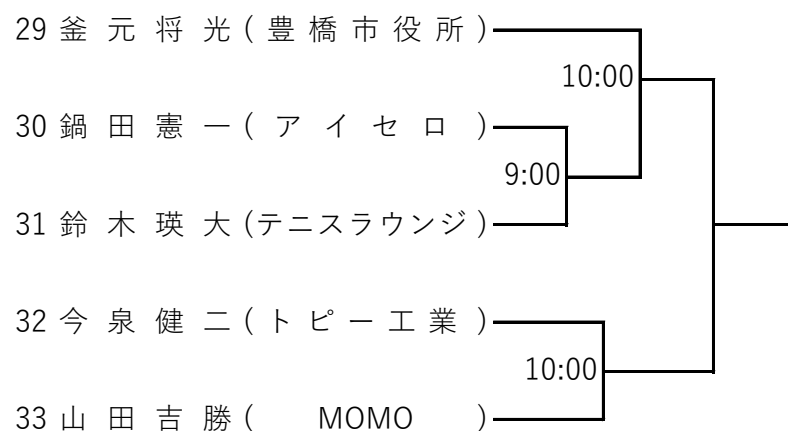 29 釜元将光(豊橋市役所)
10:00
30 鍋田憲一(アイセロ)
9:00
31 鈴木瑛大(テニスラウンジ)
32 今泉健二(トピー工業)
10:00
33 山田吉勝(MOMO)